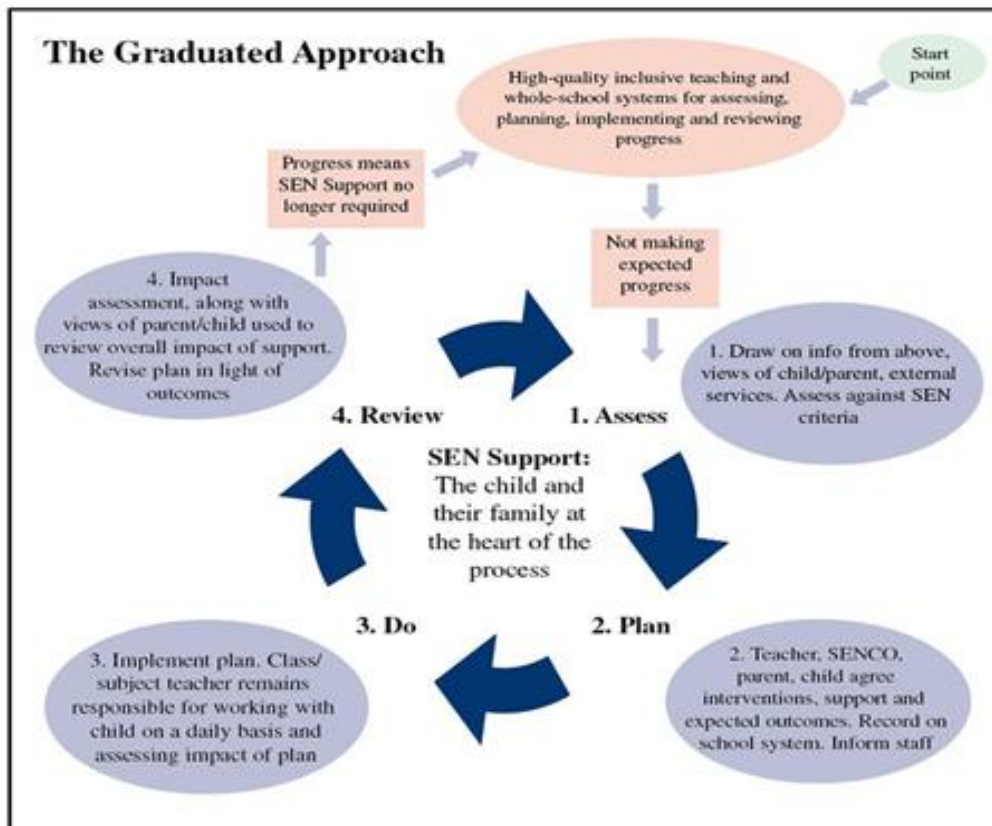 The Graduated Approach
Start
point
High-quality inclusive teaching and
whole-school systems for assessing,
planning, implementing and reviewing
progress
Progress means
SEN Support no
longer required
Not making
expected
progress
4. Impact
assessment, along with
views of parent/child used to
review overall impact of support.
Revise plan in light of
outcomes
1. Draw on info from above,
views of child/parent, external
services. Assess against SEN
criteria
4. Review
1. Assess
SEN Support:
The child and
their family at
the heart of the
process
3. Do
2. Plan
3. Implement plan. Class/
subject teacher remains
responsible for working with
child on a daily basis and
assessing impact of plan
2. Teacher, SENCO,
parent, child agree
interventions, support and
expected outcomes. Record on
school system. Inform staff